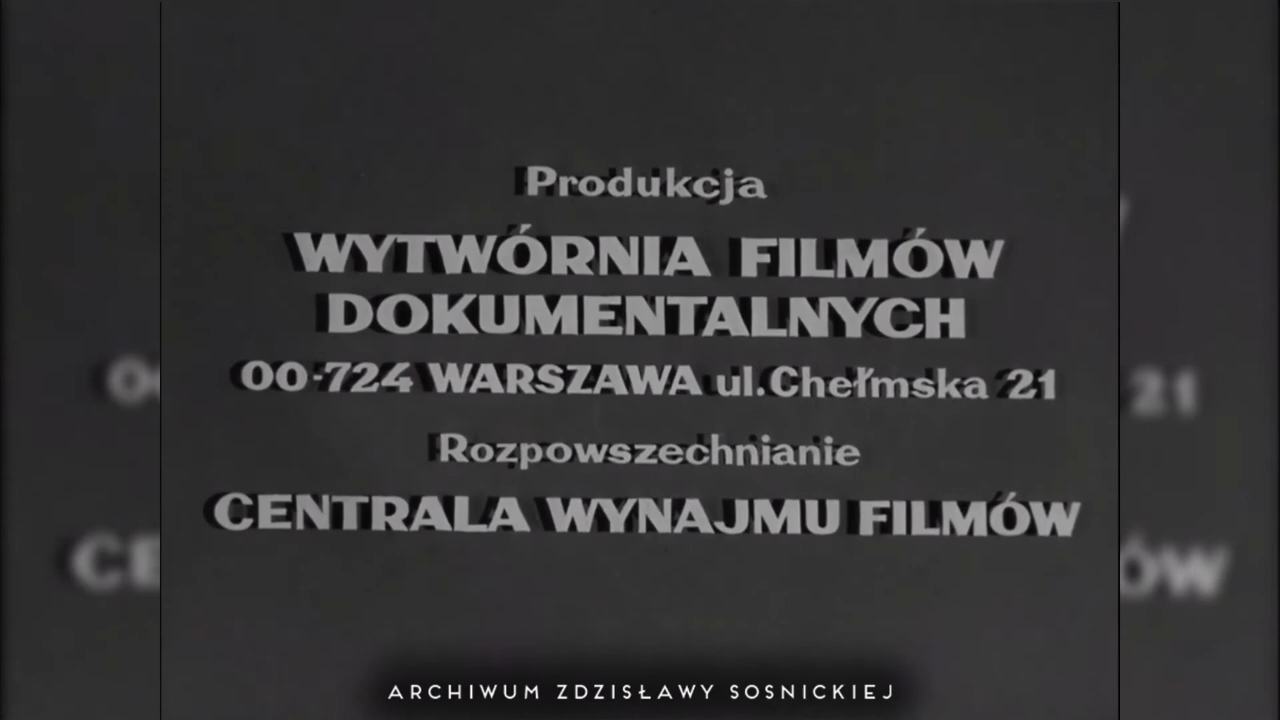 Produkcja
WYTWÓRNIA FILMÓW
DOKUMENTALNYCH
00-724 WARSZAWA ul.Chełmska 21
Rozpowszechnianie
CENTRALA WYNAJMU FILMÓW
ARCHIWUM ZDZISŁAWY SOSNICKIEJ